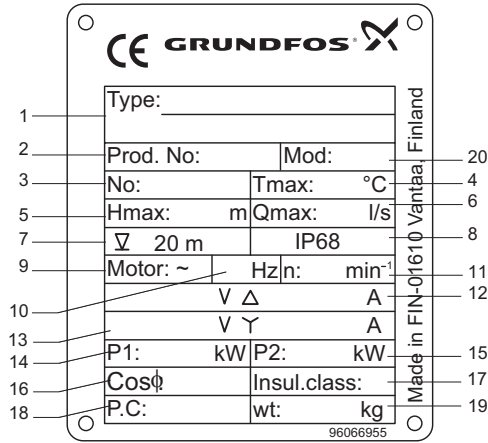 CE GRUNDFOS
1 Type:
2 Prod. No: Mod: 20
3 No: Tmax: °C 4
5 Hmax: m Qmax: l/s 6
7 ∇ 20 m IP68 8
9 Motor: ~ Hz n: min⁻¹ 11
10 V △ A 12
13 V Y A
14 P1: kW P2: kW 15
16 Cosϕ Insul.class: 17
18 P.C: wt: kg 19
96066955
Made in FIN-01610 Vantaa, Finland